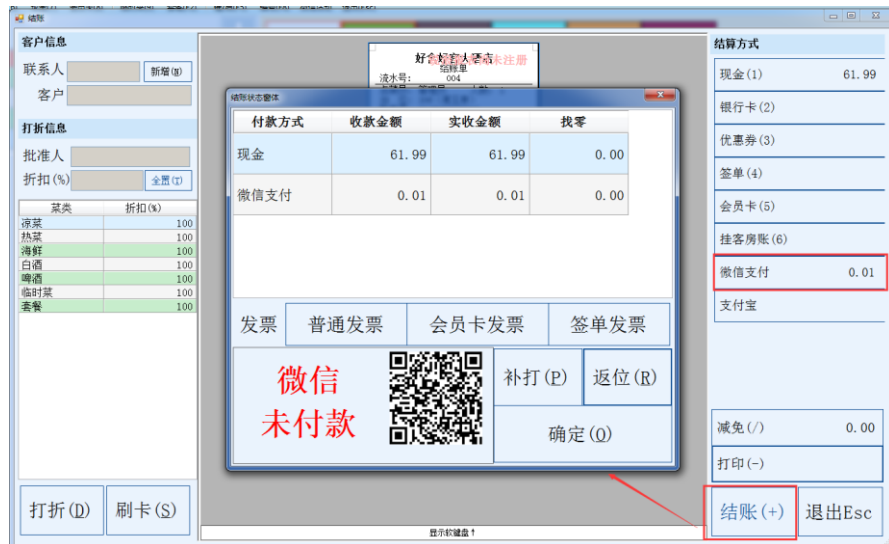 结账
客户信息
联系人 新增(W)
客户
打折信息
批准人
折扣(%) 全置(T)
菜类 折扣(%)
凉菜 100
热菜 100
海鲜 100
白酒 100
啤酒 100
临时菜 100
套餐 100
打折(D) 刷卡(S)
结账单
流水号: 004
未注册
结账状态窗体
付款方式 收款金额 实收金额 找零
现金 61.99 61.99 0.00
微信支付 0.01 0.01 0.00
发票 普通发票 会员卡发票 签单发票
微信
未付款
补打(P) 返位(R)
确定(O)
显示软键盘↑
结算方式
现金(1) 61.99
银行卡(2)
优惠券(3)
签单(4)
会员卡(5)
挂客房账(6)
微信支付 0.01
支付宝
减免(/) 0.00
打印(-)
结账(+) 退出Esc